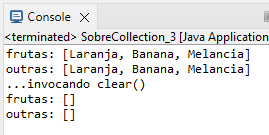 Console
<terminated> SobreCollection_3 [Java Application
frutas: [Laranja, Banana, Melancia]
outras: [Laranja, Banana, Melancia]
...invocando clear()
frutas: []
outras: []